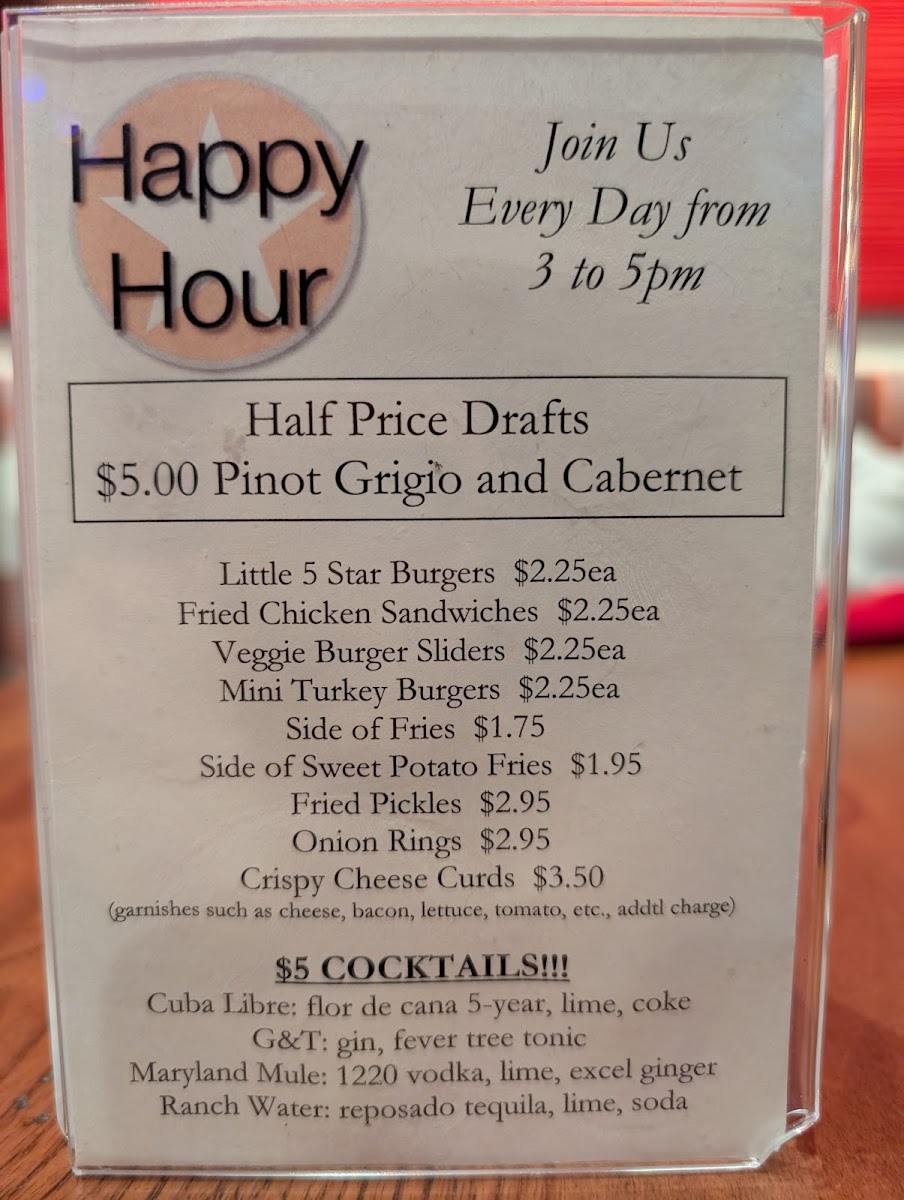 Happy
Hour
Join Us
Every Day from
3 to 5pm
Half Price Drafts
$5.00 Pinot Grigio and Cabernet
Little 5 Star Burgers $2.25ea
Fried Chicken Sandwiches $2.25ea
Veggie Burger Sliders $2.25ea
Mini Turkey Burgers $2.25ea
Side of Fries $1.75
Side of Sweet Potato Fries $1.95
Fried Pickles $2.95
Onion Rings $2.95
Crispy Cheese Curds $3.50
(garnishes such as cheese, bacon, lettuce, tomato, etc., addtl charge)
$5 COCKTAILS!!!
Cuba Libre: flor de cana 5-year, lime, coke
G&T: gin, fever tree tonic
Maryland Mule: 1220 vodka, lime, excel ginger
Ranch Water: reposado tequila, lime, soda